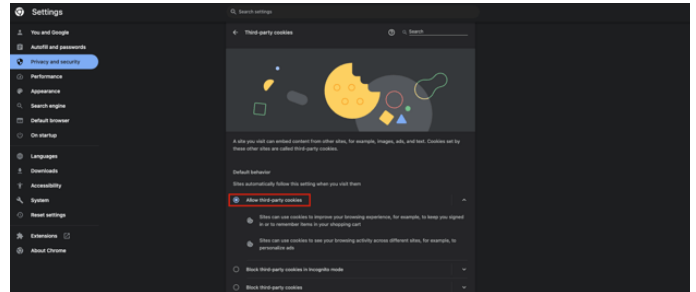 Settings
Search settings
You and Google
Autofill and passwords
Privacy and security
Performance
Appearance
Search engine
Default browser
On startup
Languages
Downloads
Accessibility
System
Reset settings
Extensions
About Chrome
Third-party cookies
Search
A site you visit can embed content from other sites, for example, images, ads, and text. Cookies set by
these other sites are called third-party cookies.
Default behavior
Sites automatically follow this setting when you visit them
Allow third-party cookies
Sites can use cookies to improve your browsing experience, for example, to keep you signed
in or to remember items in your shopping cart
Sites can use cookies to see your browsing activity across different sites, for example, to
personalize ads
Block third-party cookies in Incognito mode
Block third-party cookies